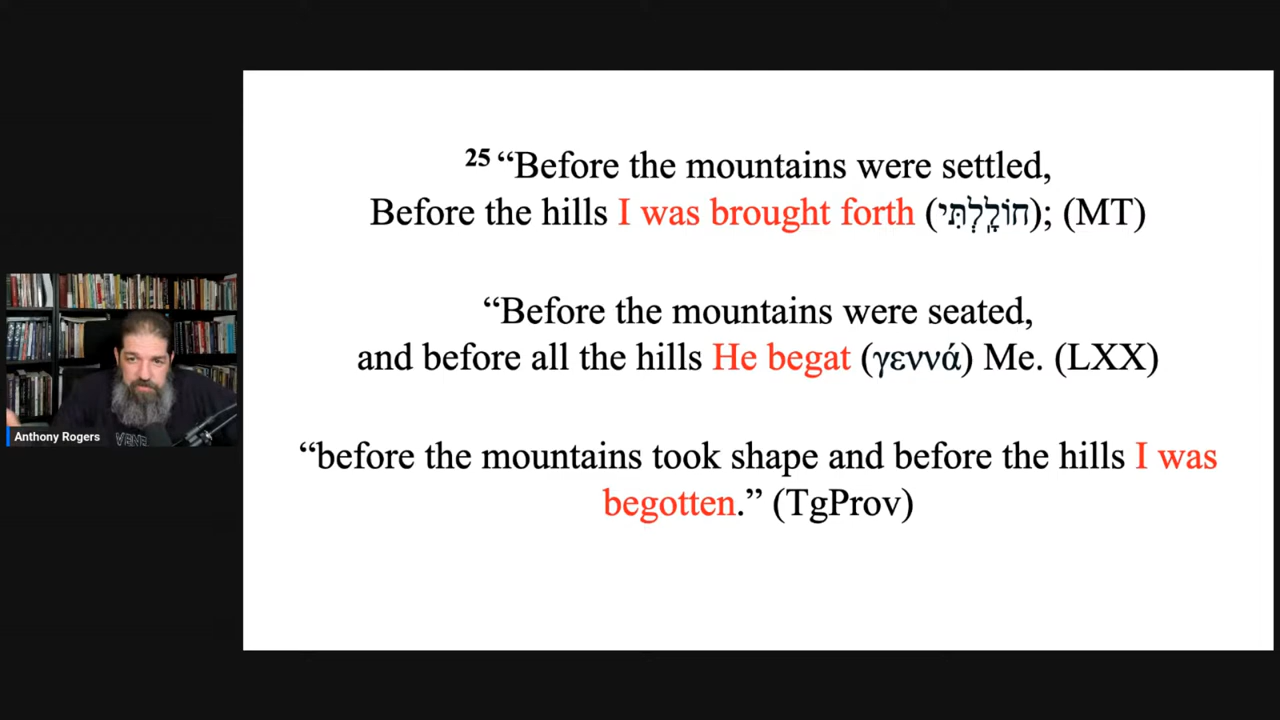 25 “Before the mountains were settled,
Before the hills I was brought forth (חוֹלָלְתִּי); (MT)
“Before the mountains were seated,
and before all the hills He begat (γεννά) Me. (LXX)
“before the mountains took shape and before the hills I was
begotten.” (TgProv)
Anthony Rogers